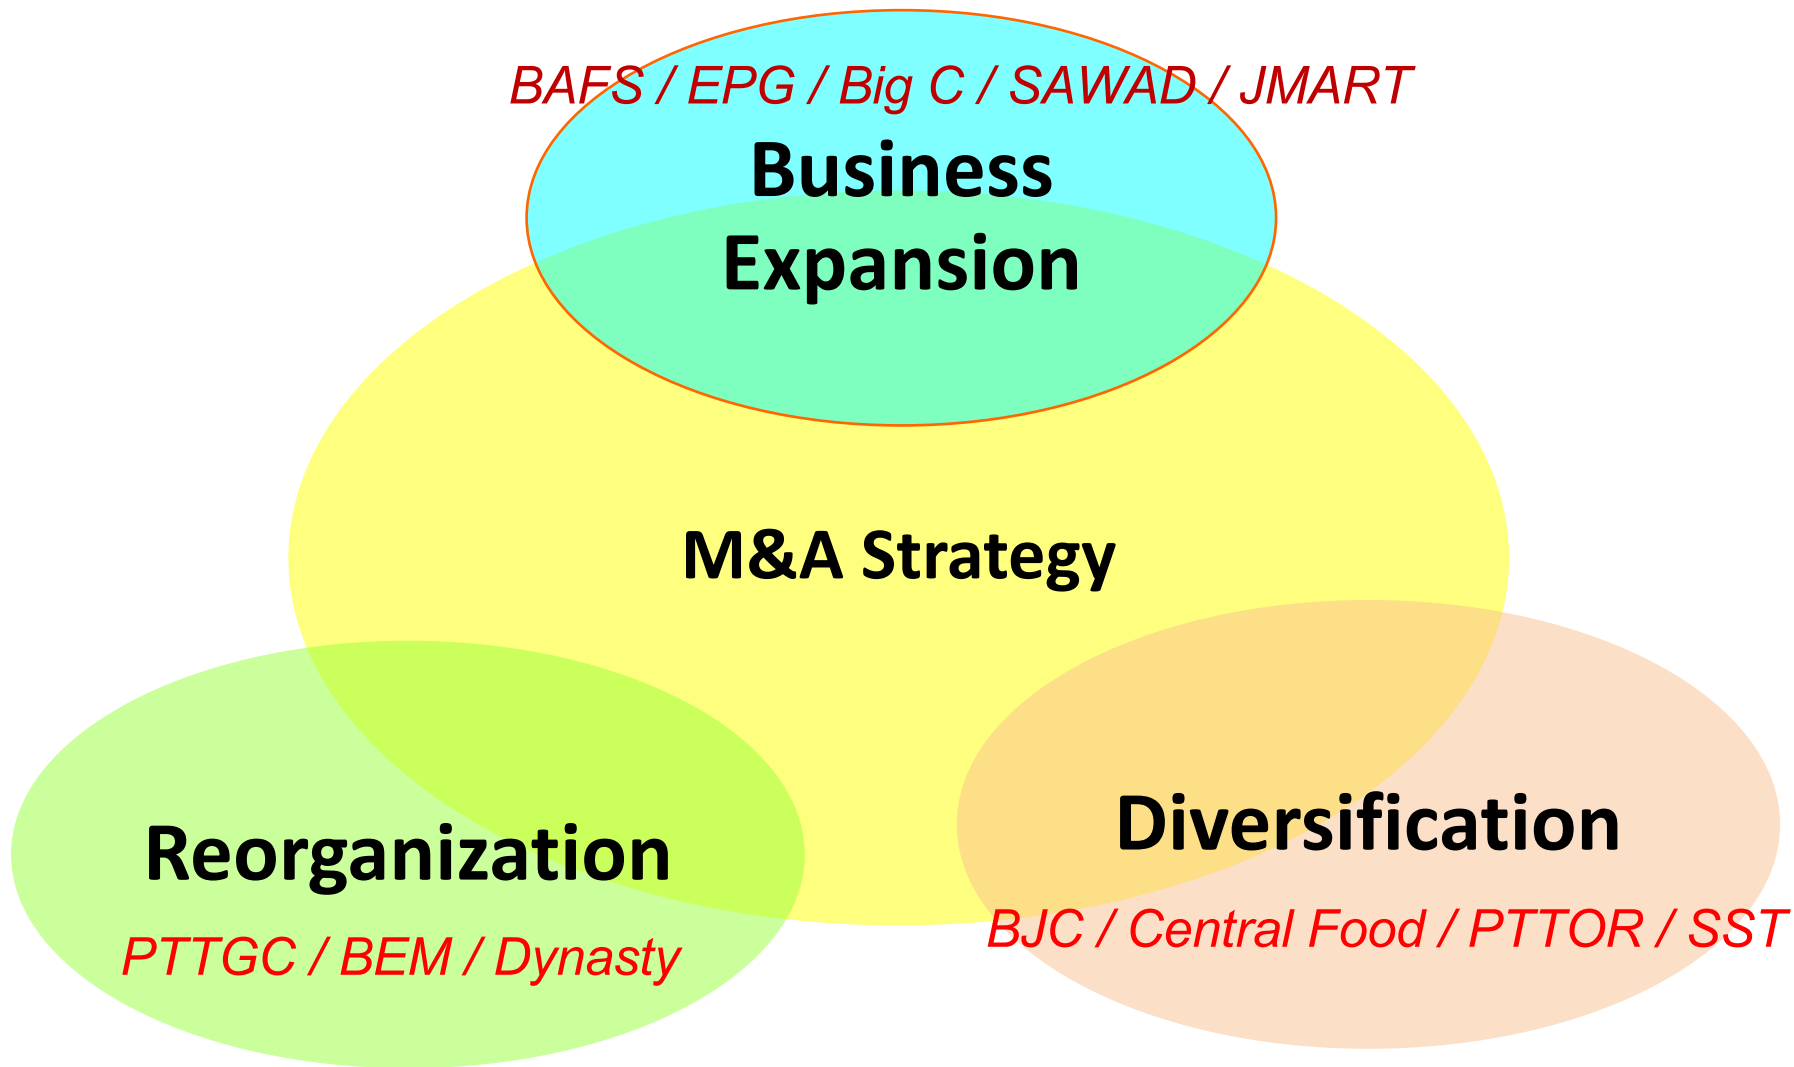 BAFS / EPG / Big C / SAWAD / JMART
Business
Expansion
M&A Strategy
Reorganization
PTTGC / BEM / Dynasty
Diversification
BJC / Central Food / PTTOR / SST